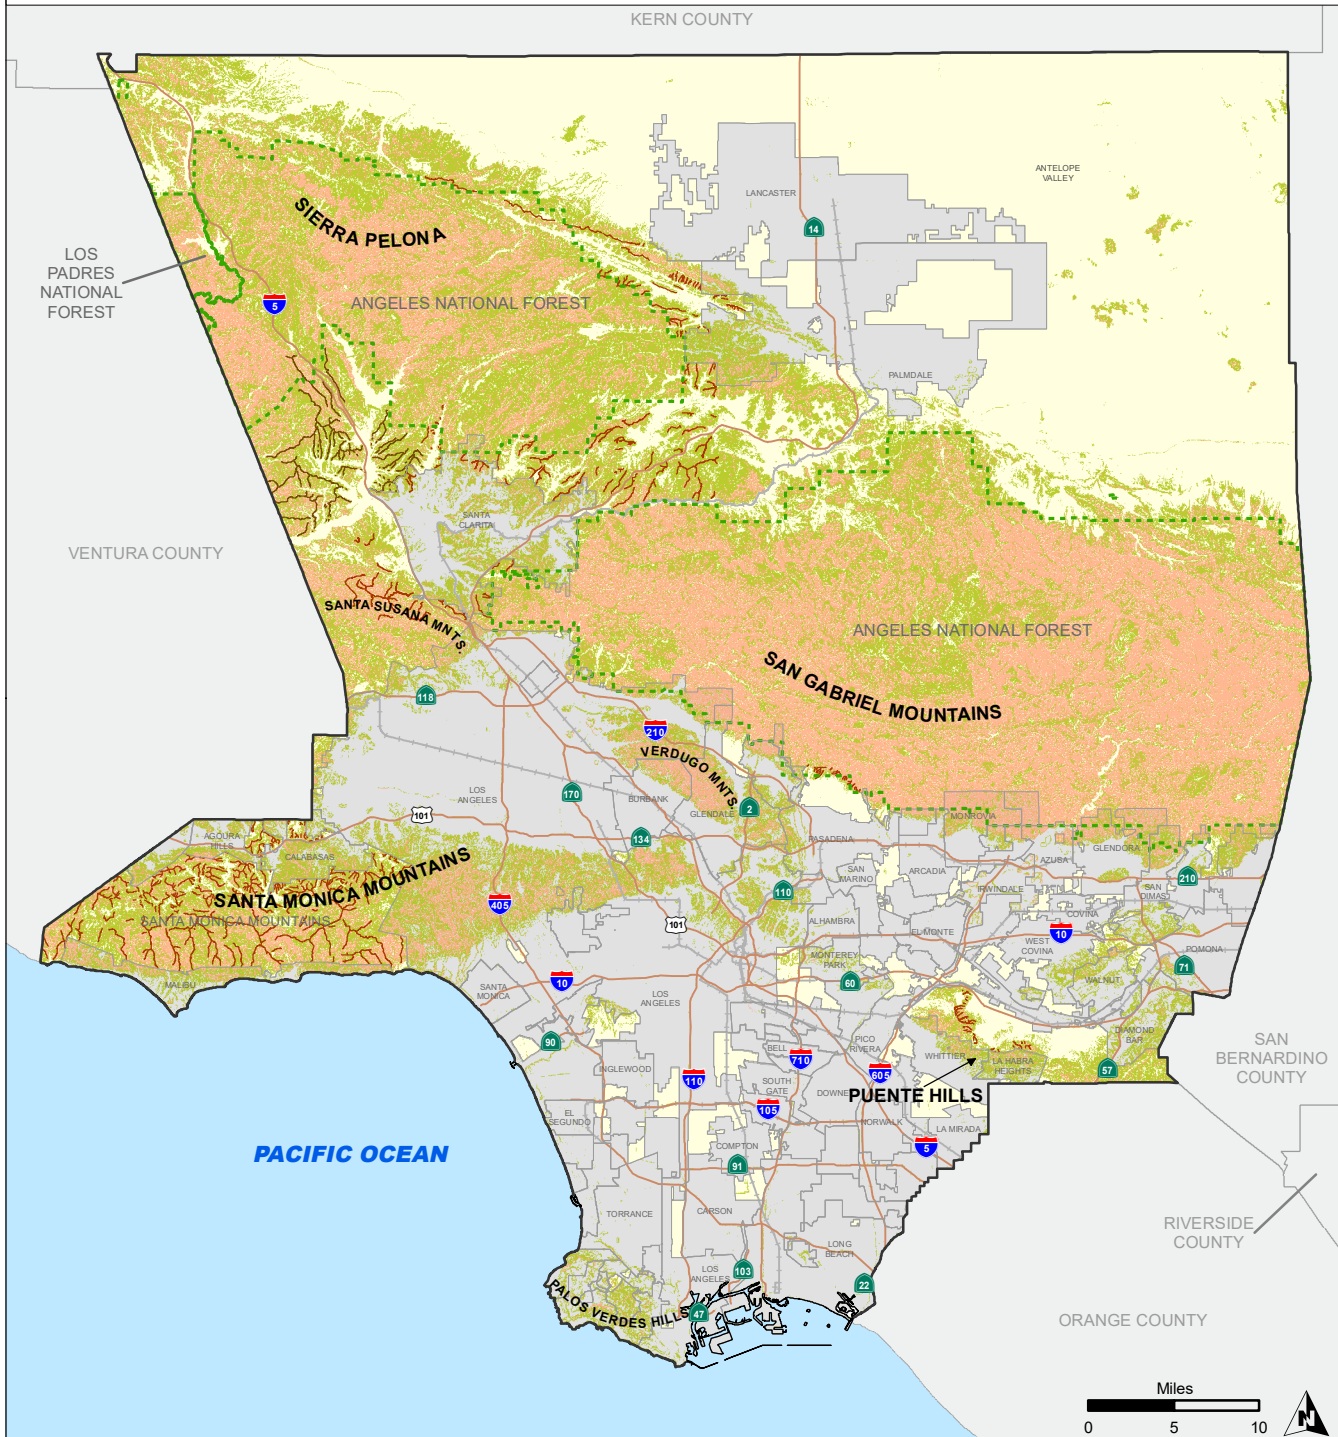 KERN COUNTY
ANTELOPE
VALLEY
LANCASTER
14
SIERRA PELONA
LOS
PADRES
NATIONAL
FOREST
ANGELES NATIONAL FOREST
5
PALMDALE
SANTA
CLARITA
VENTURA COUNTY
SANTA SUSANA MNTS.
ANGELES NATIONAL FOREST
SAN GABRIEL MOUNTAINS
118
210
VERDUGO MNTS.
LOS
ANGELES
170
BURBANK
GLENDALE
2
101
134
PASADENA
MONROVIA
AGOURA
HILLS
CALABASAS
SANTA MONICA MOUNTAINS
SANTA MONICA MOUNTAINS
405
110
SAN
MARINO
ARCADIA
AZUSA
GLENDORA
IRWINDALE
SAN
DIMAS
210
101
ALHAMBRA
EL MONTE
COVINA
WEST
COVINA
10
POMONA
MONTEREY
PARK
71
60
WALNUT
MALIBU
SANTA
MONICA
10
LOS
ANGELES
90
PICO
RIVERA
DIAMOND
BAR
BELL
710
WHITTIER
LA HABRA
HEIGHTS
57
SAN
BERNARDINO
COUNTY
INGLEWOOD
110
SOUTH
GATE
605
DOWNEY
PUENTE HILLS
105
EL
SEGUNDO
NORWALK
LA MIRADA
5
PACIFIC OCEAN
COMPTON
91
TORRANCE
CARSON
RIVERSIDE
COUNTY
LONG
BEACH
LOS
ANGELES
103
22
PALOS VERDES HILLS
47
ORANGE COUNTY
Miles
0 5 10
N